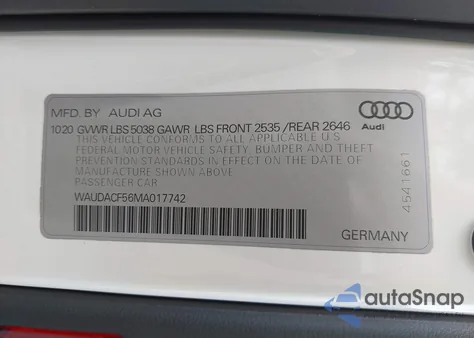 MFD. BY AUDI AG
1020 GVWR LBS 5038 GAWR LBS FRONT 2535 /REAR 2646
Audi
THIS VEHICLE CONFORMS TO ALL APPLICABLE U S
FEDERAL MOTOR VEHICLE SAFETY, BUMPER AND THEFT
PREVENTION STANDARDS IN EFFECT ON THE DATE OF
MANUFACTURE SHOWN ABOVE.
PASSENGER CAR
WAUDACF56MA017742
4541661
GERMANY
autoSnap